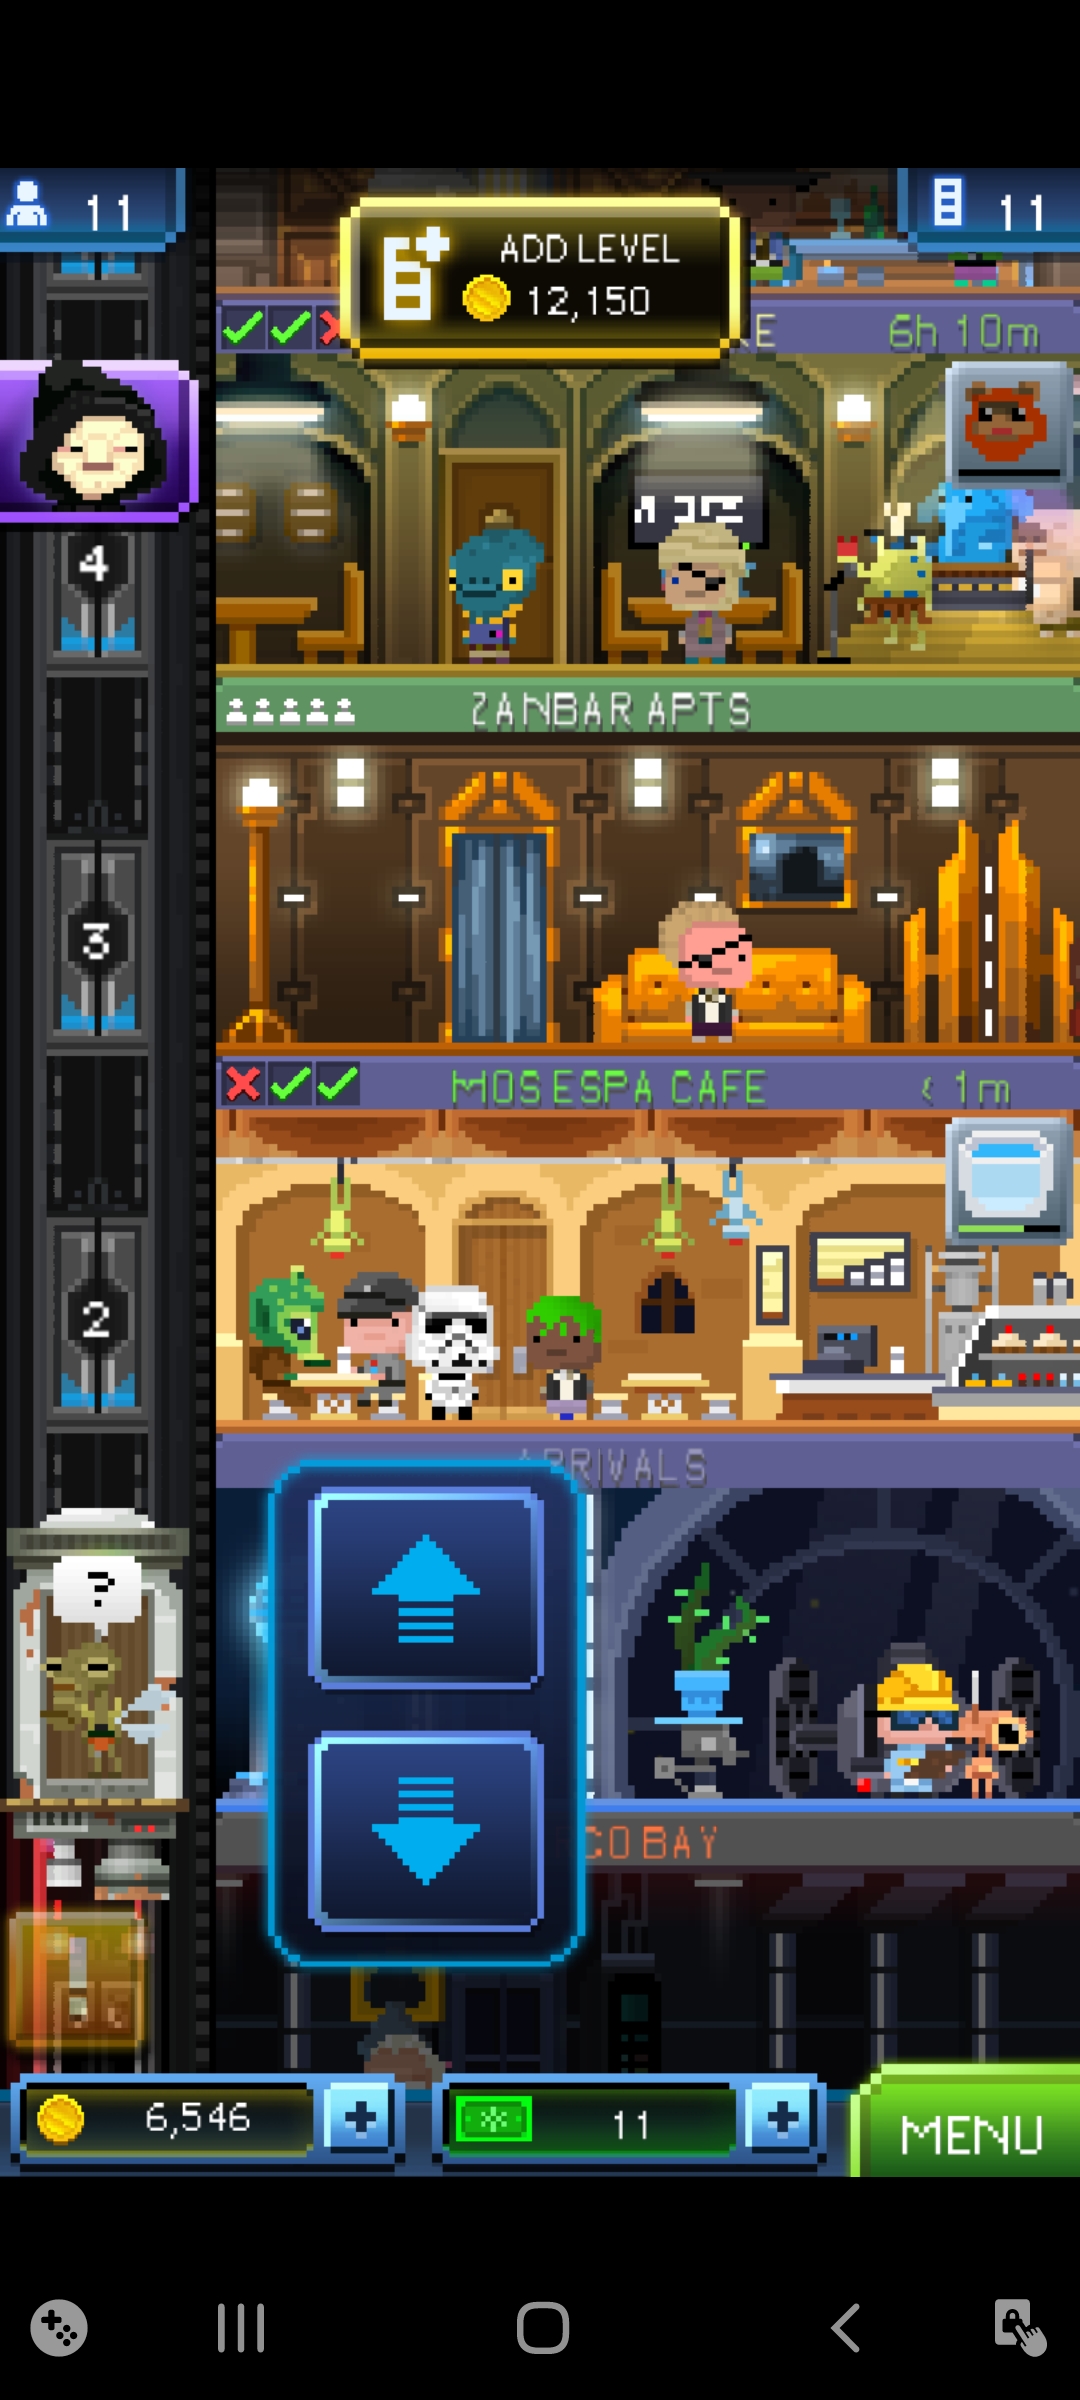 11
ADD LEVEL
12,150
11
KE
6h 10m
4
ZANBAR APTS
3
MOS ESPA CAFE
< 1m
2
ARRIVALS
?
CO BAY
6,546
+
11
+
MENU